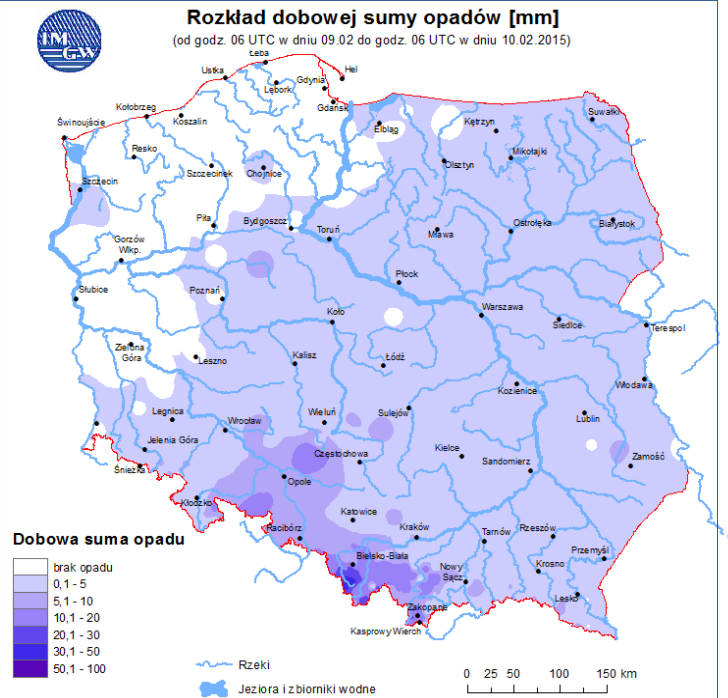 Rozkład dobowej sumy opadów [mm]
(od godz. 06 UTC w dniu 09.02 do godz. 06 UTC w dniu 10.02.2015)
IM
GW
Łeba
Ustka
Hel
Gdynia
Lębork
Gdańsk
Kołobrzeg
Koszalin
Świnoujście
Elbląg
Kętrzyn
Suwałki
Resko
Mikołajki
Olsztyn
Szczecinek
Chojnice
Szczecin
Piła
Bydgoszcz
Toruń
Mława
Ostrołęka
Białystok
Gorzów
Wlkp.
Płock
Słubice
Poznań
Koło
Warszawa
Siedlce
Terespol
Zielona
Góra
Leszno
Kalisz
Łódź
Kozienice
Włodawa
Legnica
Wrocław
Wieluń
Sulejów
Lublin
Jelenia Góra
Częstochowa
Kielce
Sandomierz
Zamość
Śnieżka
Opole
Kłodzko
Katowice
Racibórz
Kraków
Tarnów
Rzeszów
Przemyśl
Bielsko-Biała
Nowy
Sącz
Krosno
Lesko
Zakopane
Kasprowy Wierch
Dobowa suma opadu
brak opadu
0,1 - 5
5,1 - 10
10,1 - 20
20,1 - 30
30,1 - 50
50,1 - 100
Rzeki
Jeziora i zbiorniki wodne
0 25 50 100 150 km